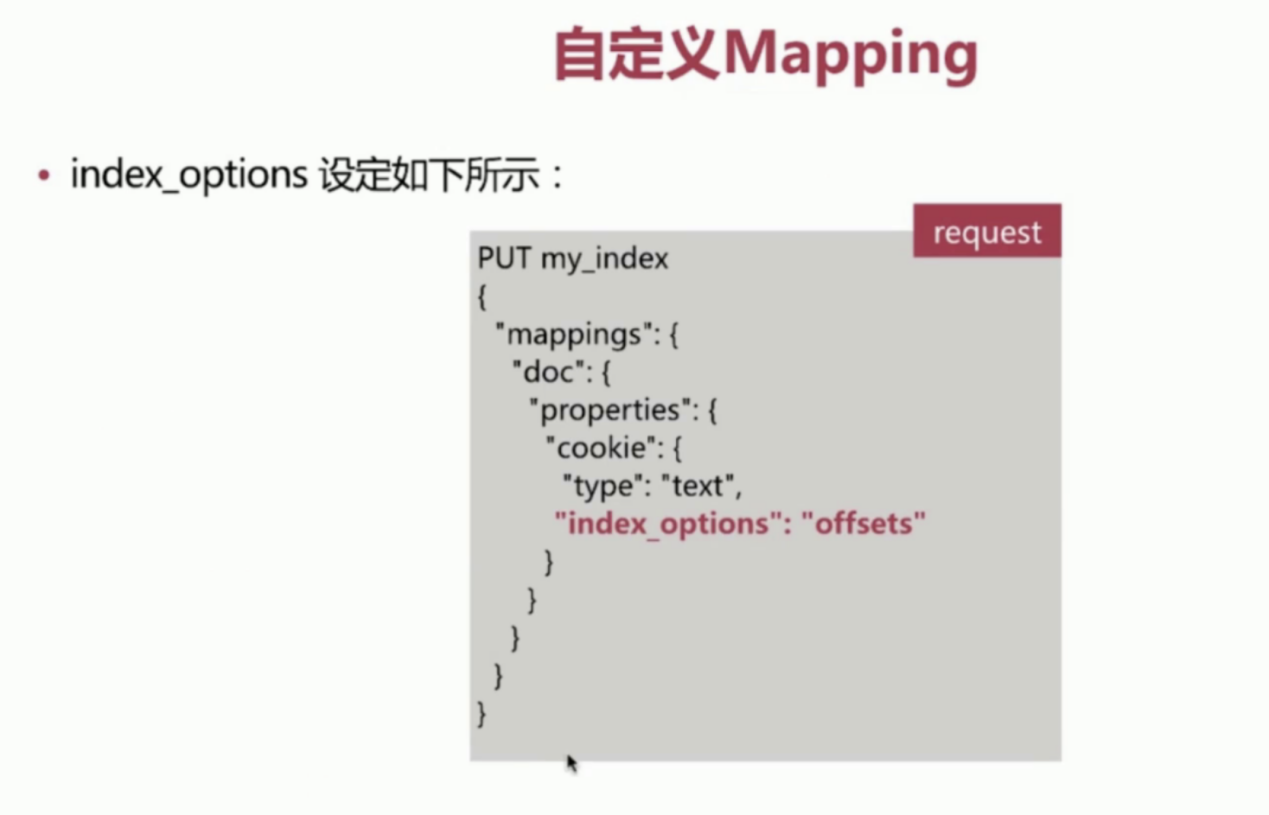 自定义Mapping
• index_options 设定如下所示：
request
PUT my_index
{
"mappings": {
"doc": {
"properties": {
"cookie": {
"type": "text",
"index_options": "offsets"
}
}
}
}
}